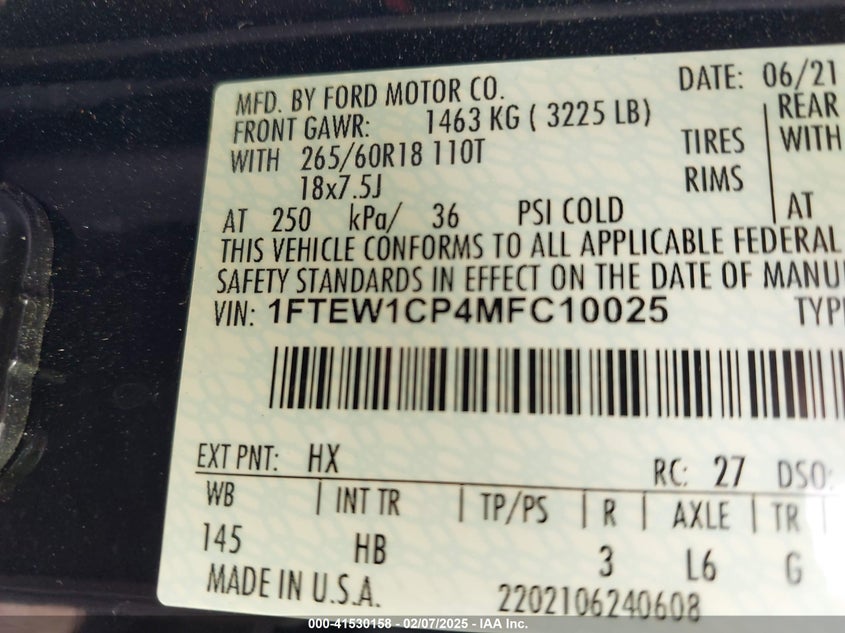 MFD. BY FORD MOTOR CO.
DATE: 06/21
FRONT GAWR: 1463 KG ( 3225 LB)
REAR
WITH 265/60R18 110T TIRES
WITH
18x7.5J RIMS
AT 250 kPa/ 36 PSI COLD
AT
THIS VEHICLE CONFORMS TO ALL APPLICABLE FEDERAL
SAFETY STANDARDS IN EFFECT ON THE DATE OF MANU
VIN: 1FTEW1CP4MFC10025 TYPE
EXT PNT: HX RC: 27 DSO:
WB | INT TR | TP/PS | R | AXLE | TR |
145 HB 3 L6 G
MADE IN U.S.A. 2202106240608
000-41530158 - 02/07/2025 - IAA Inc.